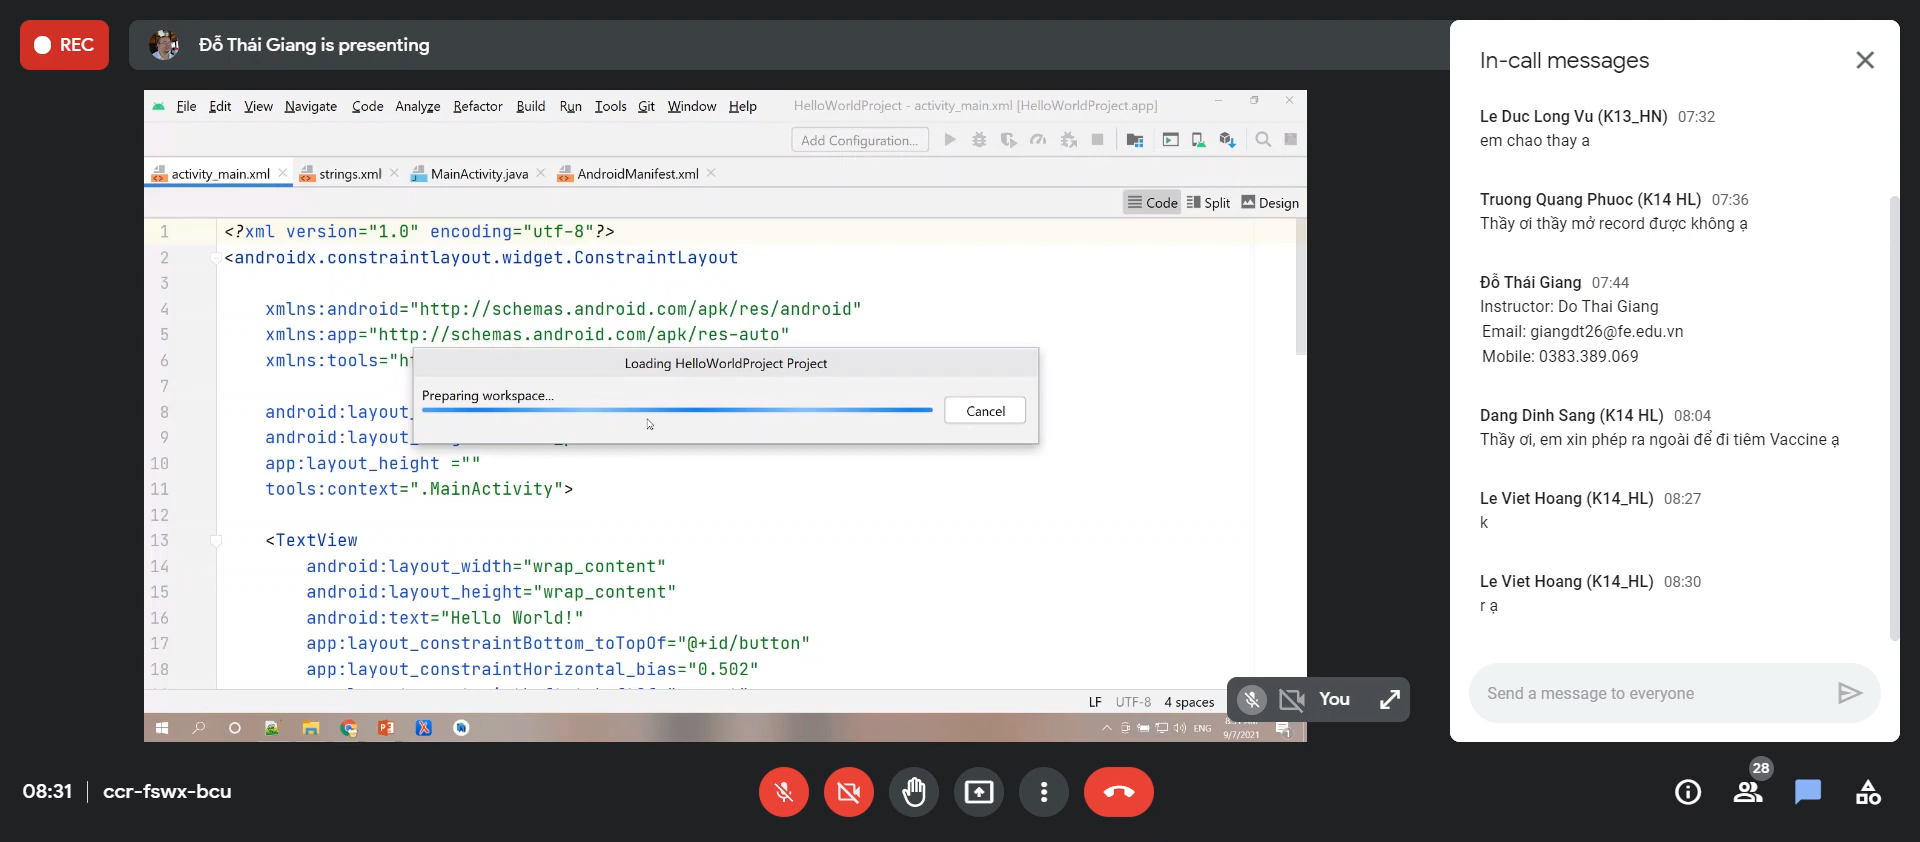 REC
Đỗ Thái Giang is presenting
File Edit View Navigate Code Analyze Refactor Build Run Tools Git Window Help HelloWorldProject - activity_main.xml [HelloWorldProject.app]
Add Configuration...
activity_main.xml strings.xml MainActivity.java AndroidManifest.xml
Code Split Design
1 <?xml version="1.0" encoding="utf-8"?>
2 <androidx.constraintlayout.widget.ConstraintLayout
3
4 xmlns:android="http://schemas.android.com/apk/res/android"
5 xmlns:app="http://schemas.android.com/apk/res-auto"
6 xmlns:tools="ht
7
8 android:layout_
9 android:layout_
10 app:layout_height =""
11 tools:context=".MainActivity">
12
13 <TextView
14 android:layout_width="wrap_content"
15 android:layout_height="wrap_content"
16 android:text="Hello World!"
17 app:layout_constraintBottom_toTopOf="@+id/button"
18 app:layout_constraintHorizontal_bias="0.502"
Loading HelloWorldProject Project
Preparing workspace...
Cancel
LF UTF-8 4 spaces
You
ENG
9/7/2021
In-call messages
Le Duc Long Vu (K13_HN) 07:32
em chao thay a
Truong Quang Phuoc (K14 HL) 07:36
Thầy ơi thầy mở record được không ạ
Đỗ Thái Giang 07:44
Instructor: Do Thai Giang
Email: giangdt26@fe.edu.vn
Mobile: 0383.389.069
Dang Dinh Sang (K14 HL) 08:04
Thầy ơi, em xin phép ra ngoài để đi tiêm Vaccine ạ
Le Viet Hoang (K14_HL) 08:27
k
Le Viet Hoang (K14_HL) 08:30
r ạ
Send a message to everyone
08:31 ccr-fswx-bcu
28